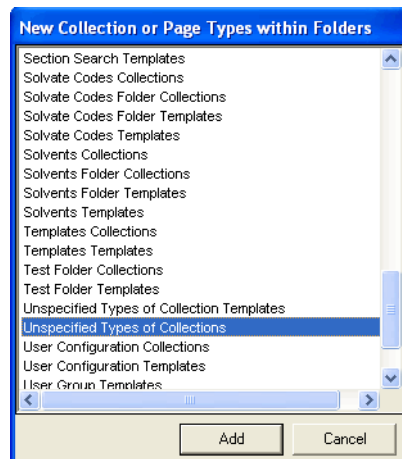 New Collection or Page Types within Folders
Section Search Templates
Solvate Codes Collections
Solvate Codes Folder Collections
Solvate Codes Folder Templates
Solvate Codes Templates
Solvents Collections
Solvents Folder Collections
Solvents Folder Templates
Solvents Templates
Templates Collections
Templates Templates
Test Folder Collections
Test Folder Templates
Unspecified Types of Collection Templates
Unspecified Types of Collections
User Configuration Collections
User Configuration Templates
User Group Templates
Add Cancel